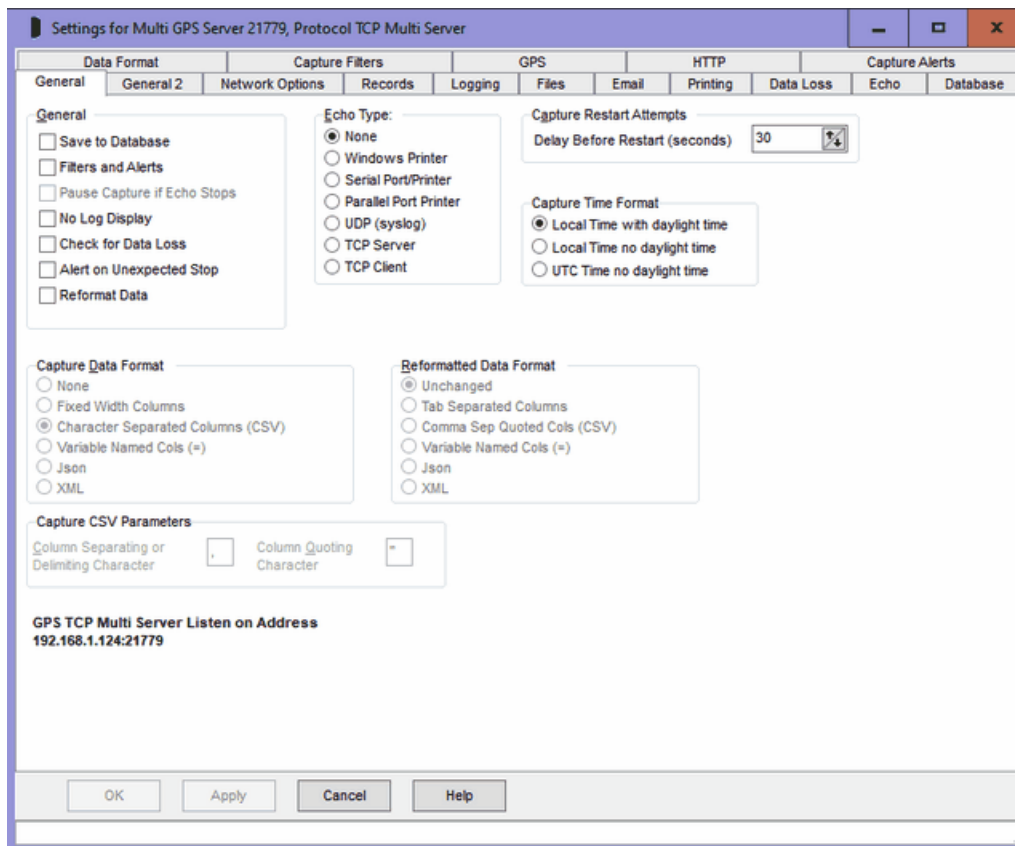 Settings for Multi GPS Server 21779, Protocol TCP Multi Server
Data Format Capture Filters GPS HTTP Capture Alerts
General General 2 Network Options Records Logging Files Email Printing Data Loss Echo Database
General
Save to Database
Filters and Alerts
Pause Capture if Echo Stops
No Log Display
Check for Data Loss
Alert on Unexpected Stop
Reformat Data
Echo Type:
None
Windows Printer
Serial Port/Printer
Parallel Port Printer
UDP (syslog)
TCP Server
TCP Client
Capture Restart Attempts
Delay Before Restart (seconds) 30
Capture Time Format
Local Time with daylight time
Local Time no daylight time
UTC Time no daylight time
Capture Data Format
None
Fixed Width Columns
Character Separated Columns (CSV)
Variable Named Cols (=)
Json
XML
Reformatted Data Format
Unchanged
Tab Separated Columns
Comma Sep Quoted Cols (CSV)
Variable Named Cols (=)
Json
XML
Capture CSV Parameters
Column Separating or
Delimiting Character
,
Column Quoting
Character
"
GPS TCP Multi Server Listen on Address
192.168.1.124:21779
OK Apply Cancel Help